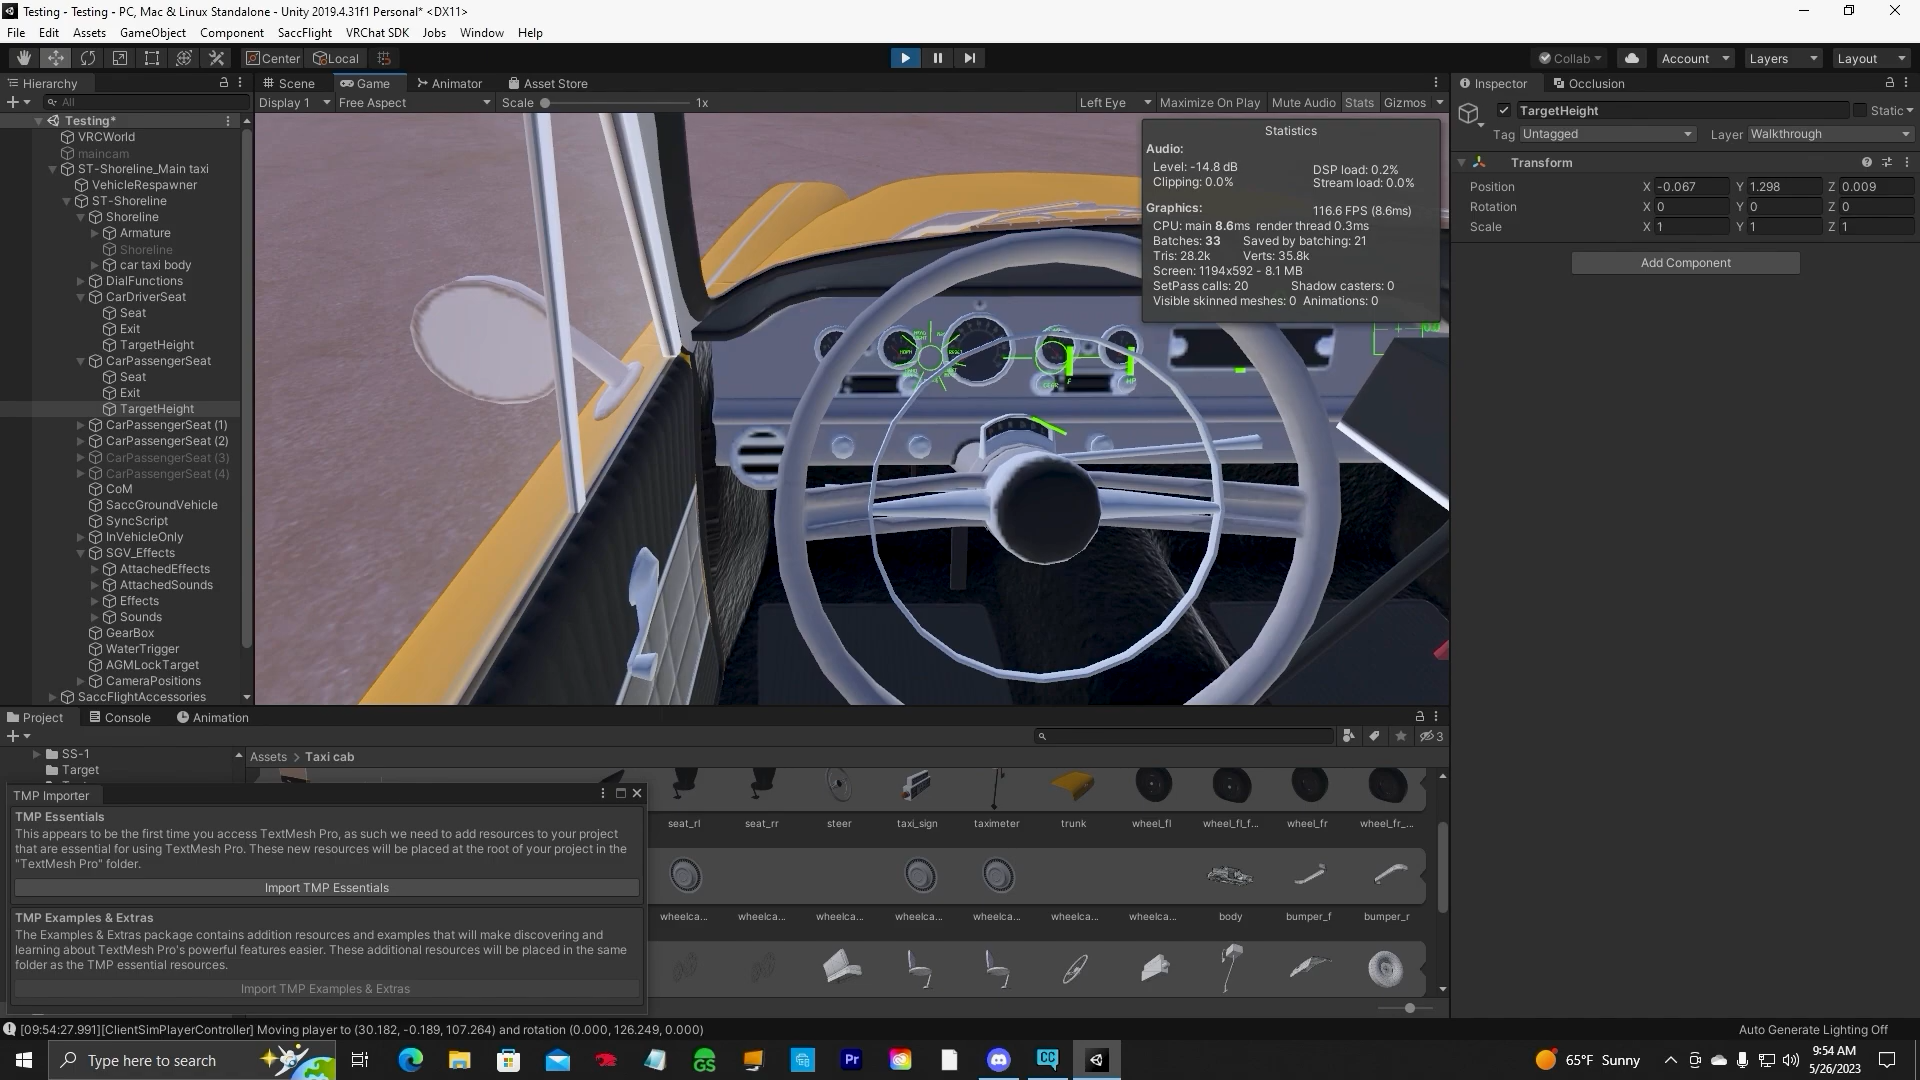 Testing - Testing - PC, Mac & Linux Standalone - Unity 2019.4.31f1 Personal* <DX11>
File Edit Assets GameObject Component SaccFlight VRChat SDK Jobs Window Help
Center Local
Collab Account Layers Layout
Hierarchy
All
Testing*
VRCWorld
maincam
ST-Shoreline_Main taxi
VehicleRespawner
ST-Shoreline
Shoreline
Armature
Shoreline
car taxi body
DialFunctions
CarDriverSeat
Seat
Exit
TargetHeight
CarPassengerSeat
Seat
Exit
TargetHeight
CarPassengerSeat (1)
CarPassengerSeat (2)
CarPassengerSeat (3)
CarPassengerSeat (4)
CoM
SaccGroundVehicle
SyncScript
InVehicleOnly
SGV_Effects
AttachedEffects
AttachedSounds
Effects
Sounds
GearBox
WaterTrigger
AGMLockTarget
CameraPositions
SaccFlightAccessories
Scene Game Animator Asset Store
Display 1 Free Aspect Scale 1x Left Eye Maximize On Play Mute Audio Stats Gizmos
Statistics
Audio:
Level: -14.8 dB DSP load: 0.2%
Clipping: 0.0% Stream load: 0.0%
Graphics: 116.6 FPS (8.6ms)
CPU: main 8.6ms render thread 0.3ms
Batches: 33 Saved by batching: 21
Tris: 28.2k Verts: 35.8k
Screen: 1194x592 - 8.1 MB
SetPass calls: 20 Shadow casters: 0
Visible skinned meshes: 0 Animations: 0
Inspector Occlusion
TargetHeight Static
Tag Untagged Layer Walkthrough
Transform
Position X -0.067 Y 1.298 Z 0.009
Rotation X 0 Y 0 Z 0
Scale X 1 Y 1 Z 1
Add Component
Project Console Animation
3
SS-1
Target
Assets > Taxi cab
seat_rl seat_rr steer taxi_sign taximeter trunk wheel_fl wheel_fl_f... wheel_fr wheel_fr_...
wheelca... wheelca... wheelca... wheelca... wheelca... wheelca... wheelca... body bumper_f bumper_r
TMP Importer
TMP Essentials
This appears to be the first time you access TextMesh Pro, as such we need to add resources to your project
that are essential for using TextMesh Pro. These new resources will be placed at the root of your project in the
"TextMesh Pro" folder.
Import TMP Essentials
TMP Examples & Extras
The Examples & Extras package contains addition resources and examples that will make discovering and
learning about TextMesh Pro's powerful features easier. These additional resources will be placed in the same
folder as the TMP essential resources.
Import TMP Examples & Extras
[09:54:27.991][ClientSimPlayerController] Moving player to (30.182, -0.189, 107.264) and rotation (0.000, 126.249, 0.000)
Auto Generate Lighting Off
Type here to search
GS
Pr
CC
65°F Sunny
9:54 AM
5/26/2023